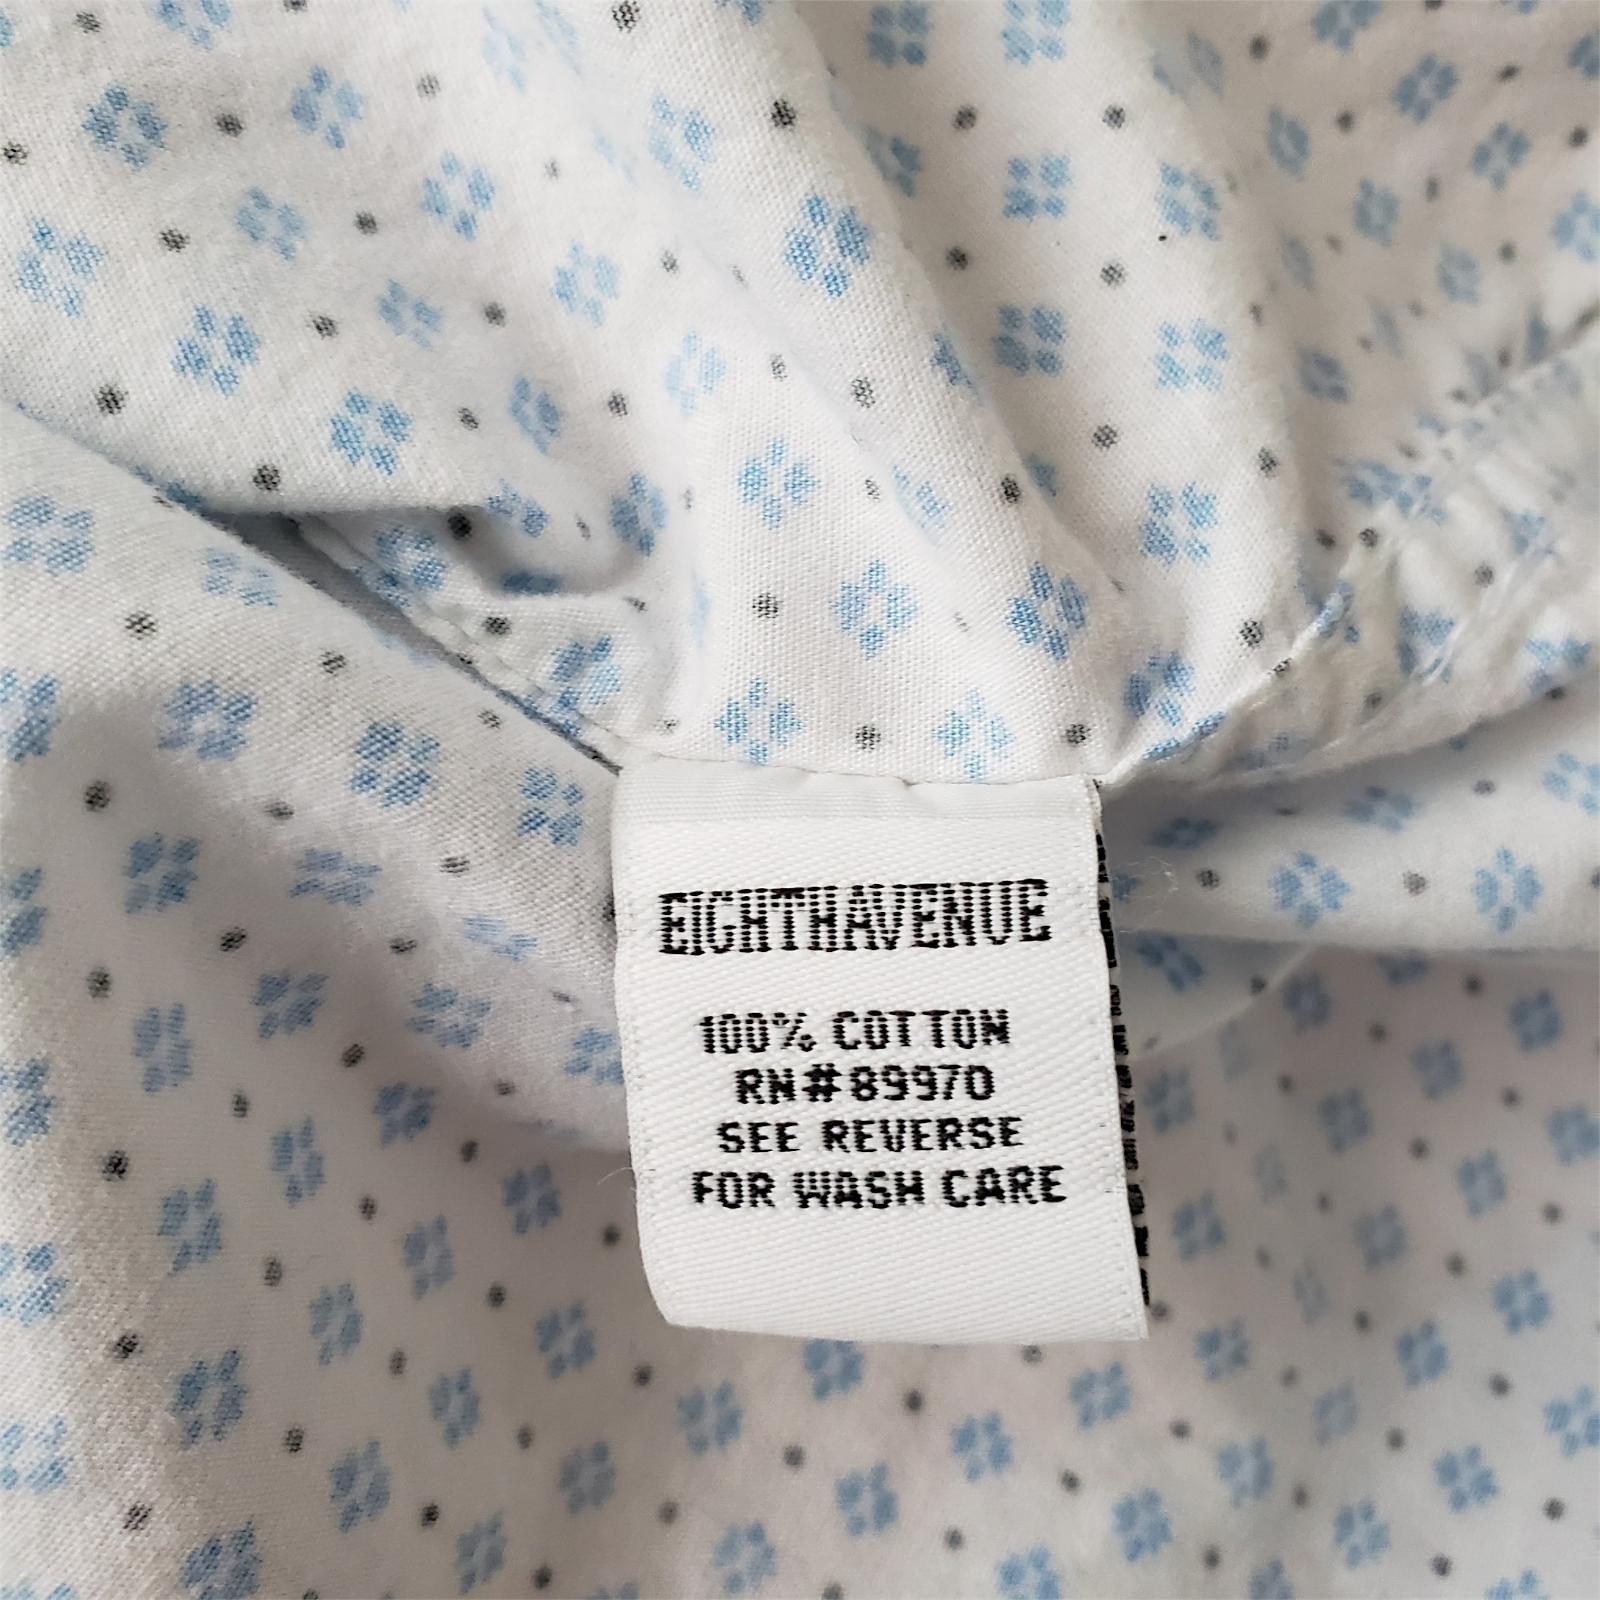 EIGHTHAVENUE
100% COTTON
RN#89970
SEE REVERSE
FOR WASH CARE